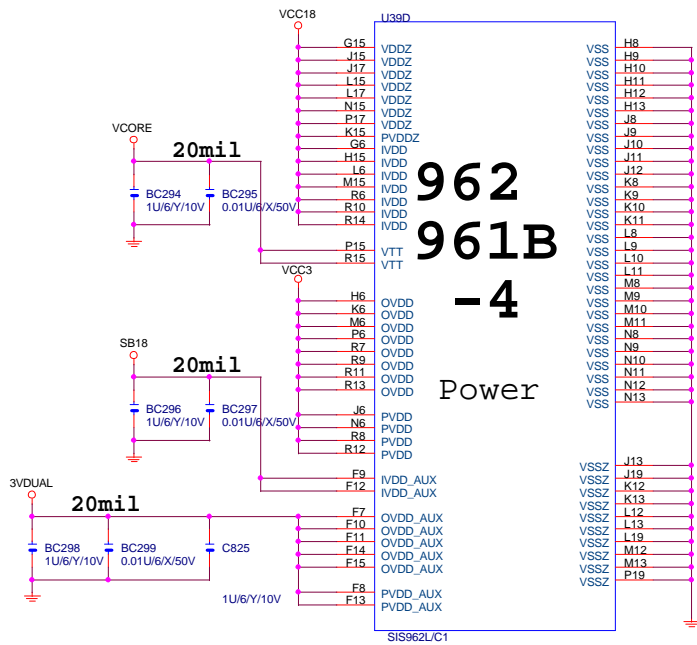 VCC18
U39D
G15 VDDZ VSS H8
J15 VDDZ VSS H9
J17 VDDZ VSS H10
L15 VDDZ VSS H11
L17 VDDZ VSS H12
N15 VDDZ VSS H13
P17 VDDZ VSS J8
K15 PVDDZ VSS J9
G6 IVDD VSS J10
H15 IVDD VSS J11
L6 IVDD VSS J12
M15 IVDD VSS K8
R6 IVDD VSS K9
R10 IVDD VSS K10
R14 IVDD VSS K11
VSS L8
P15 VTT VSS L9
R15 VTT VSS L10
VSS L11
VSS M8
H6 OVDD VSS M9
K6 OVDD VSS M10
M6 OVDD VSS M11
P6 OVDD VSS N8
R7 OVDD VSS N9
R9 OVDD VSS N10
R11 OVDD VSS N11
R13 OVDD VSS N12
VSS N13
J6 PVDD
N6 PVDD
R8 PVDD
R12 PVDD
VSSZ J13
F9 IVDD_AUX VSSZ J19
F12 IVDD_AUX VSSZ K12
VSSZ K13
F7 OVDD_AUX VSSZ L12
F10 OVDD_AUX VSSZ L13
F11 OVDD_AUX VSSZ L19
F14 OVDD_AUX VSSZ M12
F15 OVDD_AUX VSSZ M13
VSSZ P19
F8 PVDD_AUX
F13 PVDD_AUX
962
961B
-4
Power
SIS962L/C1
VCORE
20mil
BC294
1U/6/Y/10V
BC295
0.01U/6/X/50V
VCC3
SB18
20mil
BC296
1U/6/Y/10V
BC297
0.01U/6/X/50V
3VDUAL
20mil
BC298
1U/6/Y/10V
BC299
0.01U/6/X/50V
C825
1U/6/Y/10V